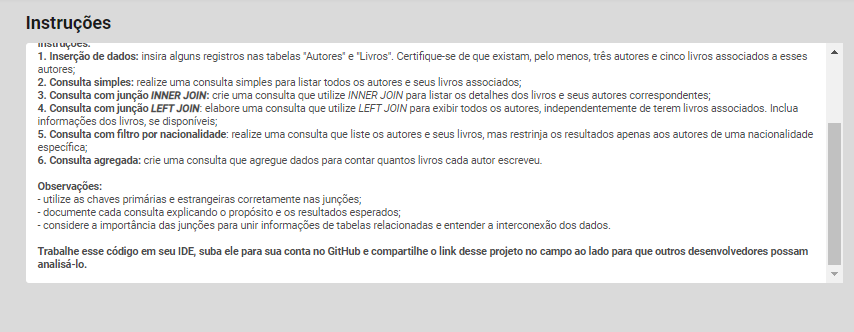 Instruções
Instruções:
1. Inserção de dados: insira alguns registros nas tabelas "Autores" e "Livros". Certifique-se de que existam, pelo menos, três autores e cinco livros associados a esses
autores;
2. Consulta simples: realize uma consulta simples para listar todos os autores e seus livros associados;
3. Consulta com junção INNER JOIN: crie uma consulta que utilize INNER JOIN para listar os detalhes dos livros e seus autores correspondentes;
4. Consulta com junção LEFT JOIN: elabore uma consulta que utilize LEFT JOIN para exibir todos os autores, independentemente de terem livros associados. Inclua
informações dos livros, se disponíveis;
5. Consulta com filtro por nacionalidade: realize uma consulta que liste os autores e seus livros, mas restrinja os resultados apenas aos autores de uma nacionalidade
específica;
6. Consulta agregada: crie uma consulta que agregue dados para contar quantos livros cada autor escreveu.
Observações:
- utilize as chaves primárias e estrangeiras corretamente nas junções;
- documente cada consulta explicando o propósito e os resultados esperados;
- considere a importância das junções para unir informações de tabelas relacionadas e entender a interconexão dos dados.
Trabalhe esse código em seu IDE, suba ele para sua conta no GitHub e compartilhe o link desse projeto no campo ao lado para que outros desenvolvedores possam
analisá-lo.